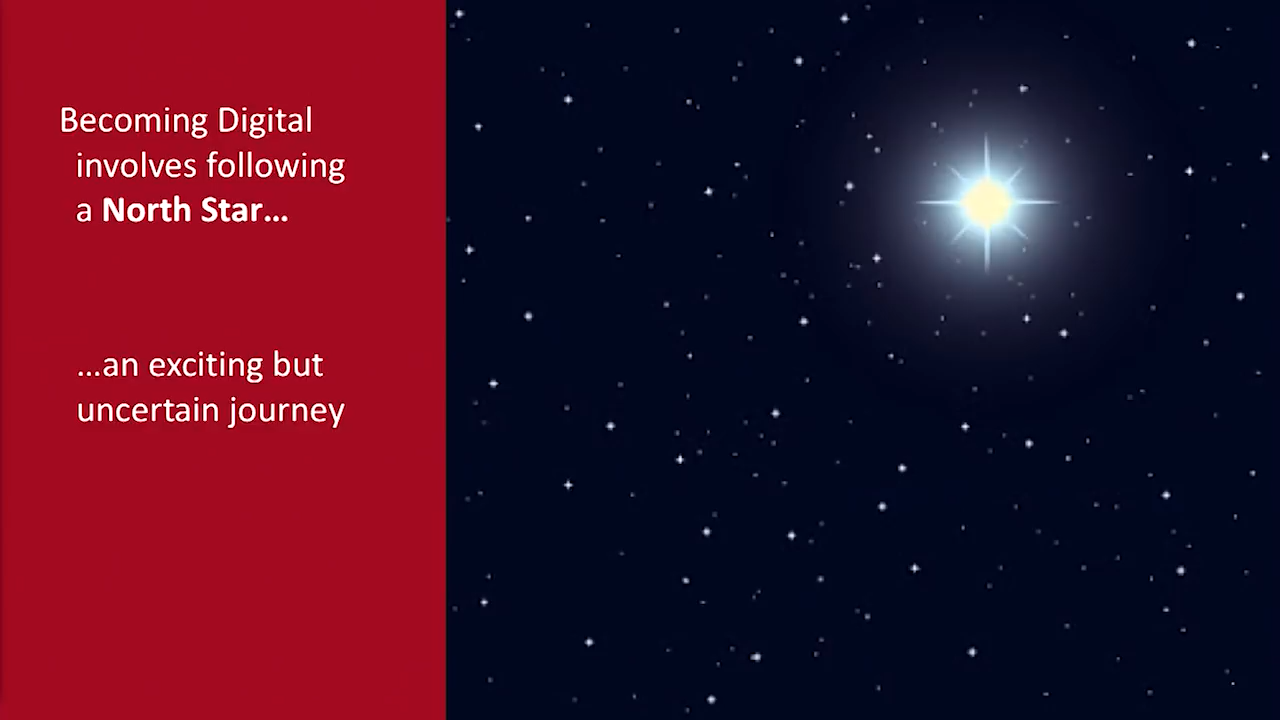 Becoming Digital
involves following
a North Star…
…an exciting but
uncertain journey